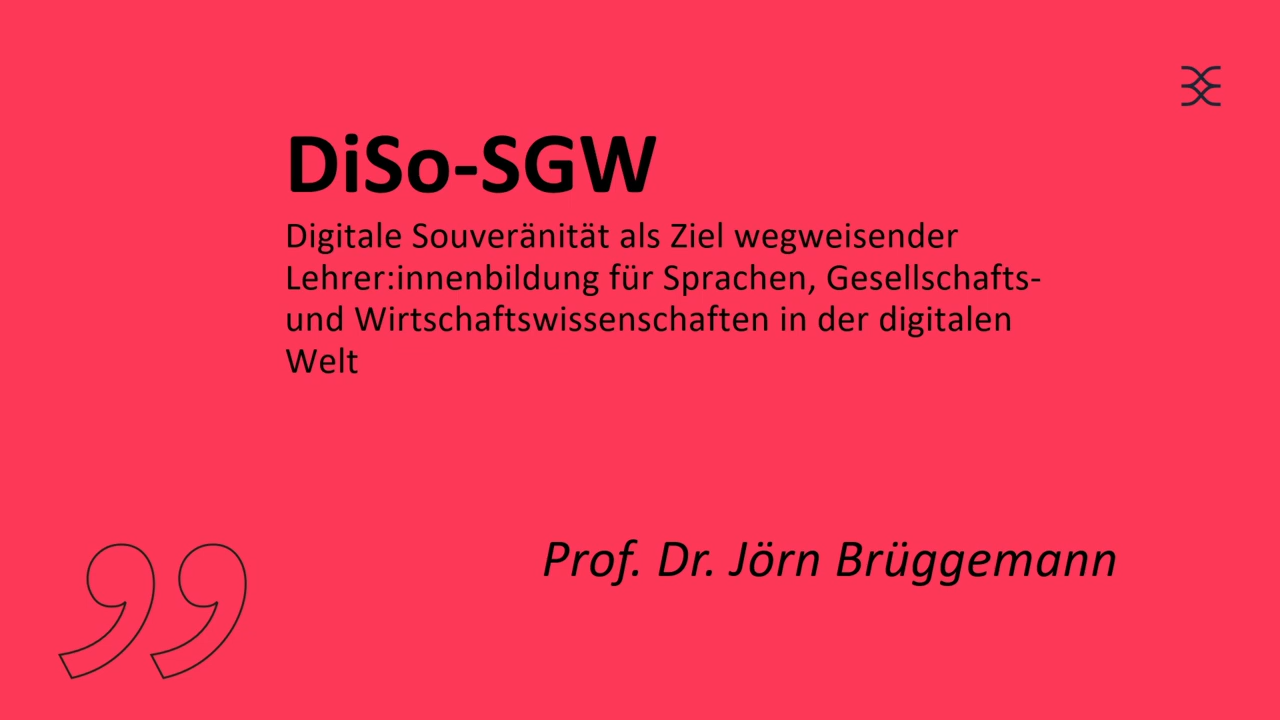 DiSo-SGW
Digitale Souveränität als Ziel wegweisender
Lehrer:innenbildung für Sprachen, Gesellschafts-
und Wirtschaftswissenschaften in der digitalen
Welt
Prof. Dr. Jörn Brüggemann